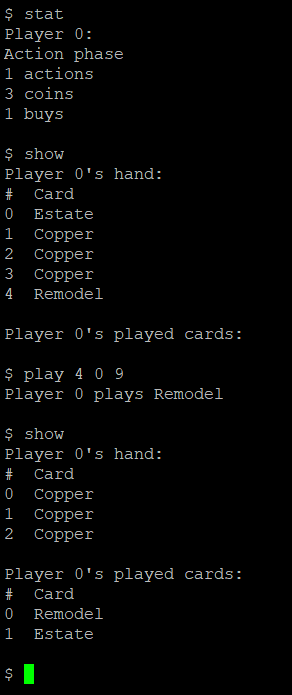 $ stat
Player 0:
Action phase
1 actions
3 coins
1 buys
$ show
Player 0's hand:
#  Card
0  Estate
1  Copper
2  Copper
3  Copper
4  Remodel
Player 0's played cards:
$ play 4 0 9
Player 0 plays Remodel
$ show
Player 0's hand:
#  Card
0  Copper
1  Copper
2  Copper
Player 0's played cards:
#  Card
0  Remodel
1  Estate
$